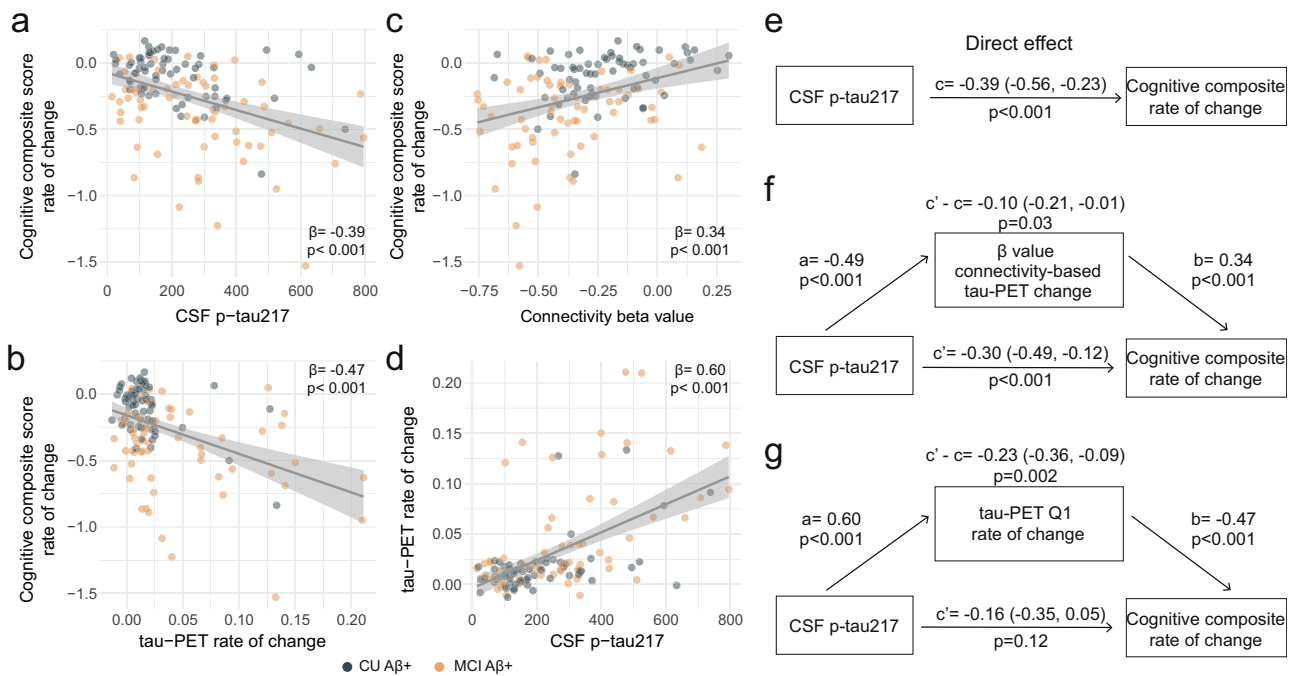 a
Cognitive composite score
rate of change
0.0
−0.5
−1.0
−1.5
β= -0.39
p< 0.001
0
200
400
600
800
CSF p−tau217
c
Cognitive composite score
rate of change
0.0
−0.5
−1.0
−1.5
β= 0.34
p< 0.001
−0.75
−0.50
−0.25
0.00
0.25
Connectivity beta value
b
Cognitive composite score
rate of change
0.0
−0.5
−1.0
−1.5
β= -0.47
p< 0.001
0.00
0.05
0.10
0.15
0.20
tau−PET rate of change
d
tau−PET rate of change
0.20
0.15
0.10
0.05
0.00
β= 0.60
p< 0.001
0
200
400
600
800
CSF p−tau217
CU Aβ+
MCI Aβ+
e
Direct effect
CSF p-tau217
c= -0.39 (-0.56, -0.23)
p<0.001
Cognitive composite
rate of change
f
c' - c= -0.10 (-0.21, -0.01)
p=0.03
β value
connectivity-based
tau-PET change
a= -0.49
p<0.001
b= 0.34
p<0.001
CSF p-tau217
c'= -0.30 (-0.49, -0.12)
p<0.001
Cognitive composite
rate of change
g
c' - c= -0.23 (-0.36, -0.09)
p=0.002
tau-PET Q1
rate of change
a= 0.60
p<0.001
b= -0.47
p<0.001
CSF p-tau217
c'= -0.16 (-0.35, 0.05)
p=0.12
Cognitive composite
rate of change